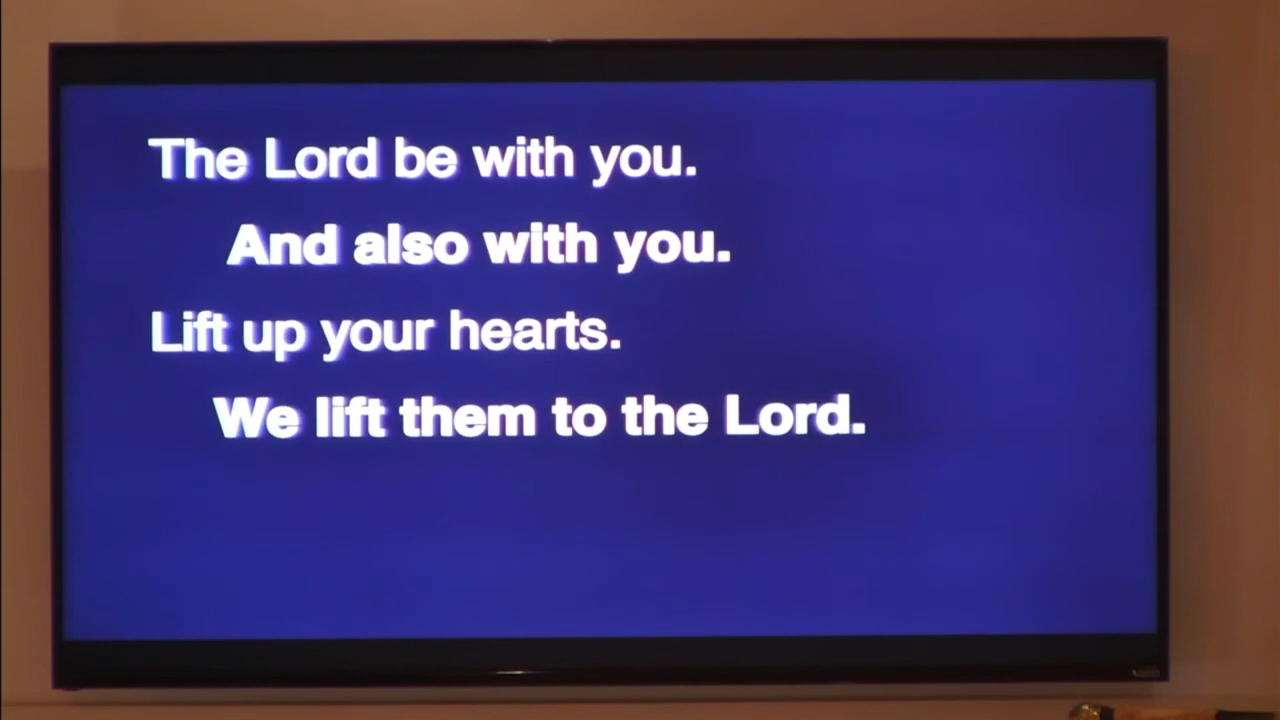 The Lord be with you.
And also with you.
Lift up your hearts.
We lift them to the Lord.